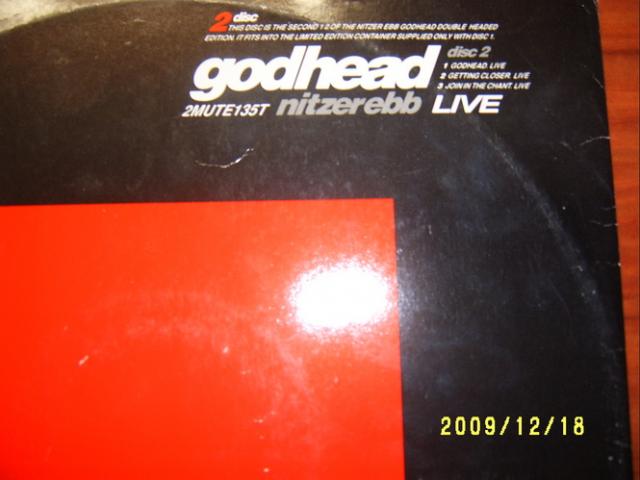 2 disc
THIS DISC IS THE SECOND 12 OF THE NITZER EBB GODHEAD DOUBLE HEADED
EDITION. IT FITS INTO THE LIMITED EDITION CONTAINER SUPPLIED ONLY WITH DISC 1.
godhead
disc 2
1 GODHEAD. LIVE
2 GETTING CLOSER. LIVE
3 JOIN IN THE CHANT. LIVE
2MUTE135T nitzerebb LIVE
2009/12/18